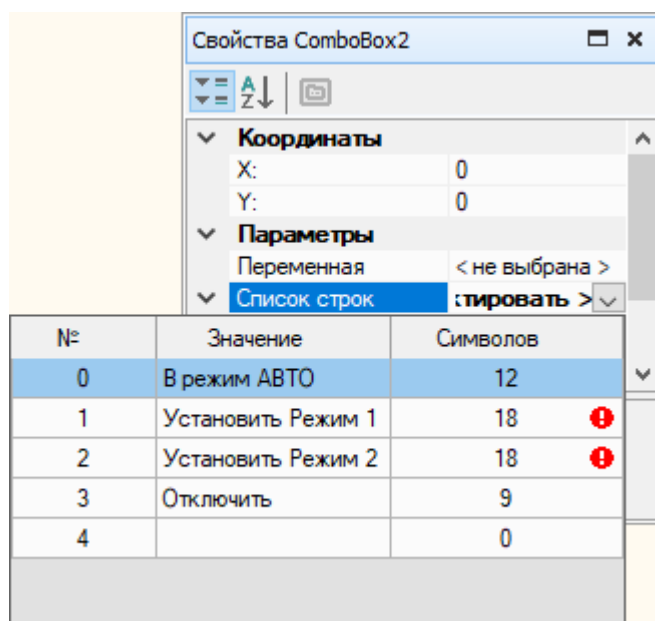 Свойства ComboBox2
A
Z
Координаты
X: 0
Y: 0
Параметры
Переменная < не выбрана >
Список строк ктировать >
№ Значение Символов
0 В режим АВТО 12
1 Установить Режим 1 18
2 Установить Режим 2 18
3 Отключить 9
4 0